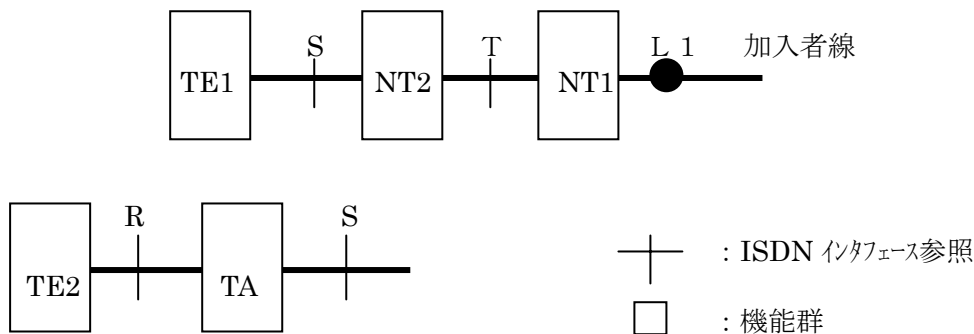 S T L 1 加入者線
TE1 NT2 NT1
R S
: ISDN インタフェース参照
TE2 TA
: 機能群